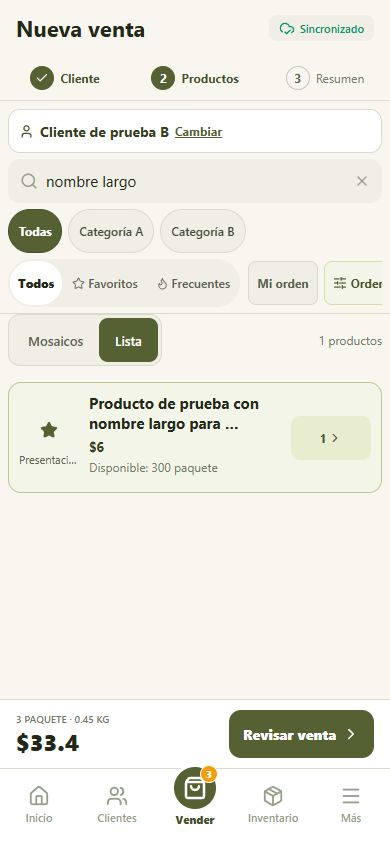 Nueva venta
Sincronizado
Cliente
2 Productos
3 Resumen
Cliente de prueba B Cambiar
nombre largo
Todas Categoría A Categoría B
Todos Favoritos Frecuentes Mi orden Order
Mosaicos Lista 1 productos
Producto de prueba con
nombre largo para ...
$6
Disponible: 300 paquete
Presentaci...
1
3 PAQUETE · 0.45 KG
$33.4
Revisar venta
3
Inicio Clientes Vender Inventario Más